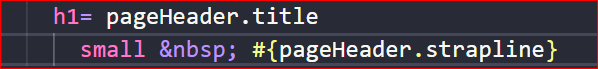 h1= pageHeader.title
small &nbsp; #{pageHeader.strapline}